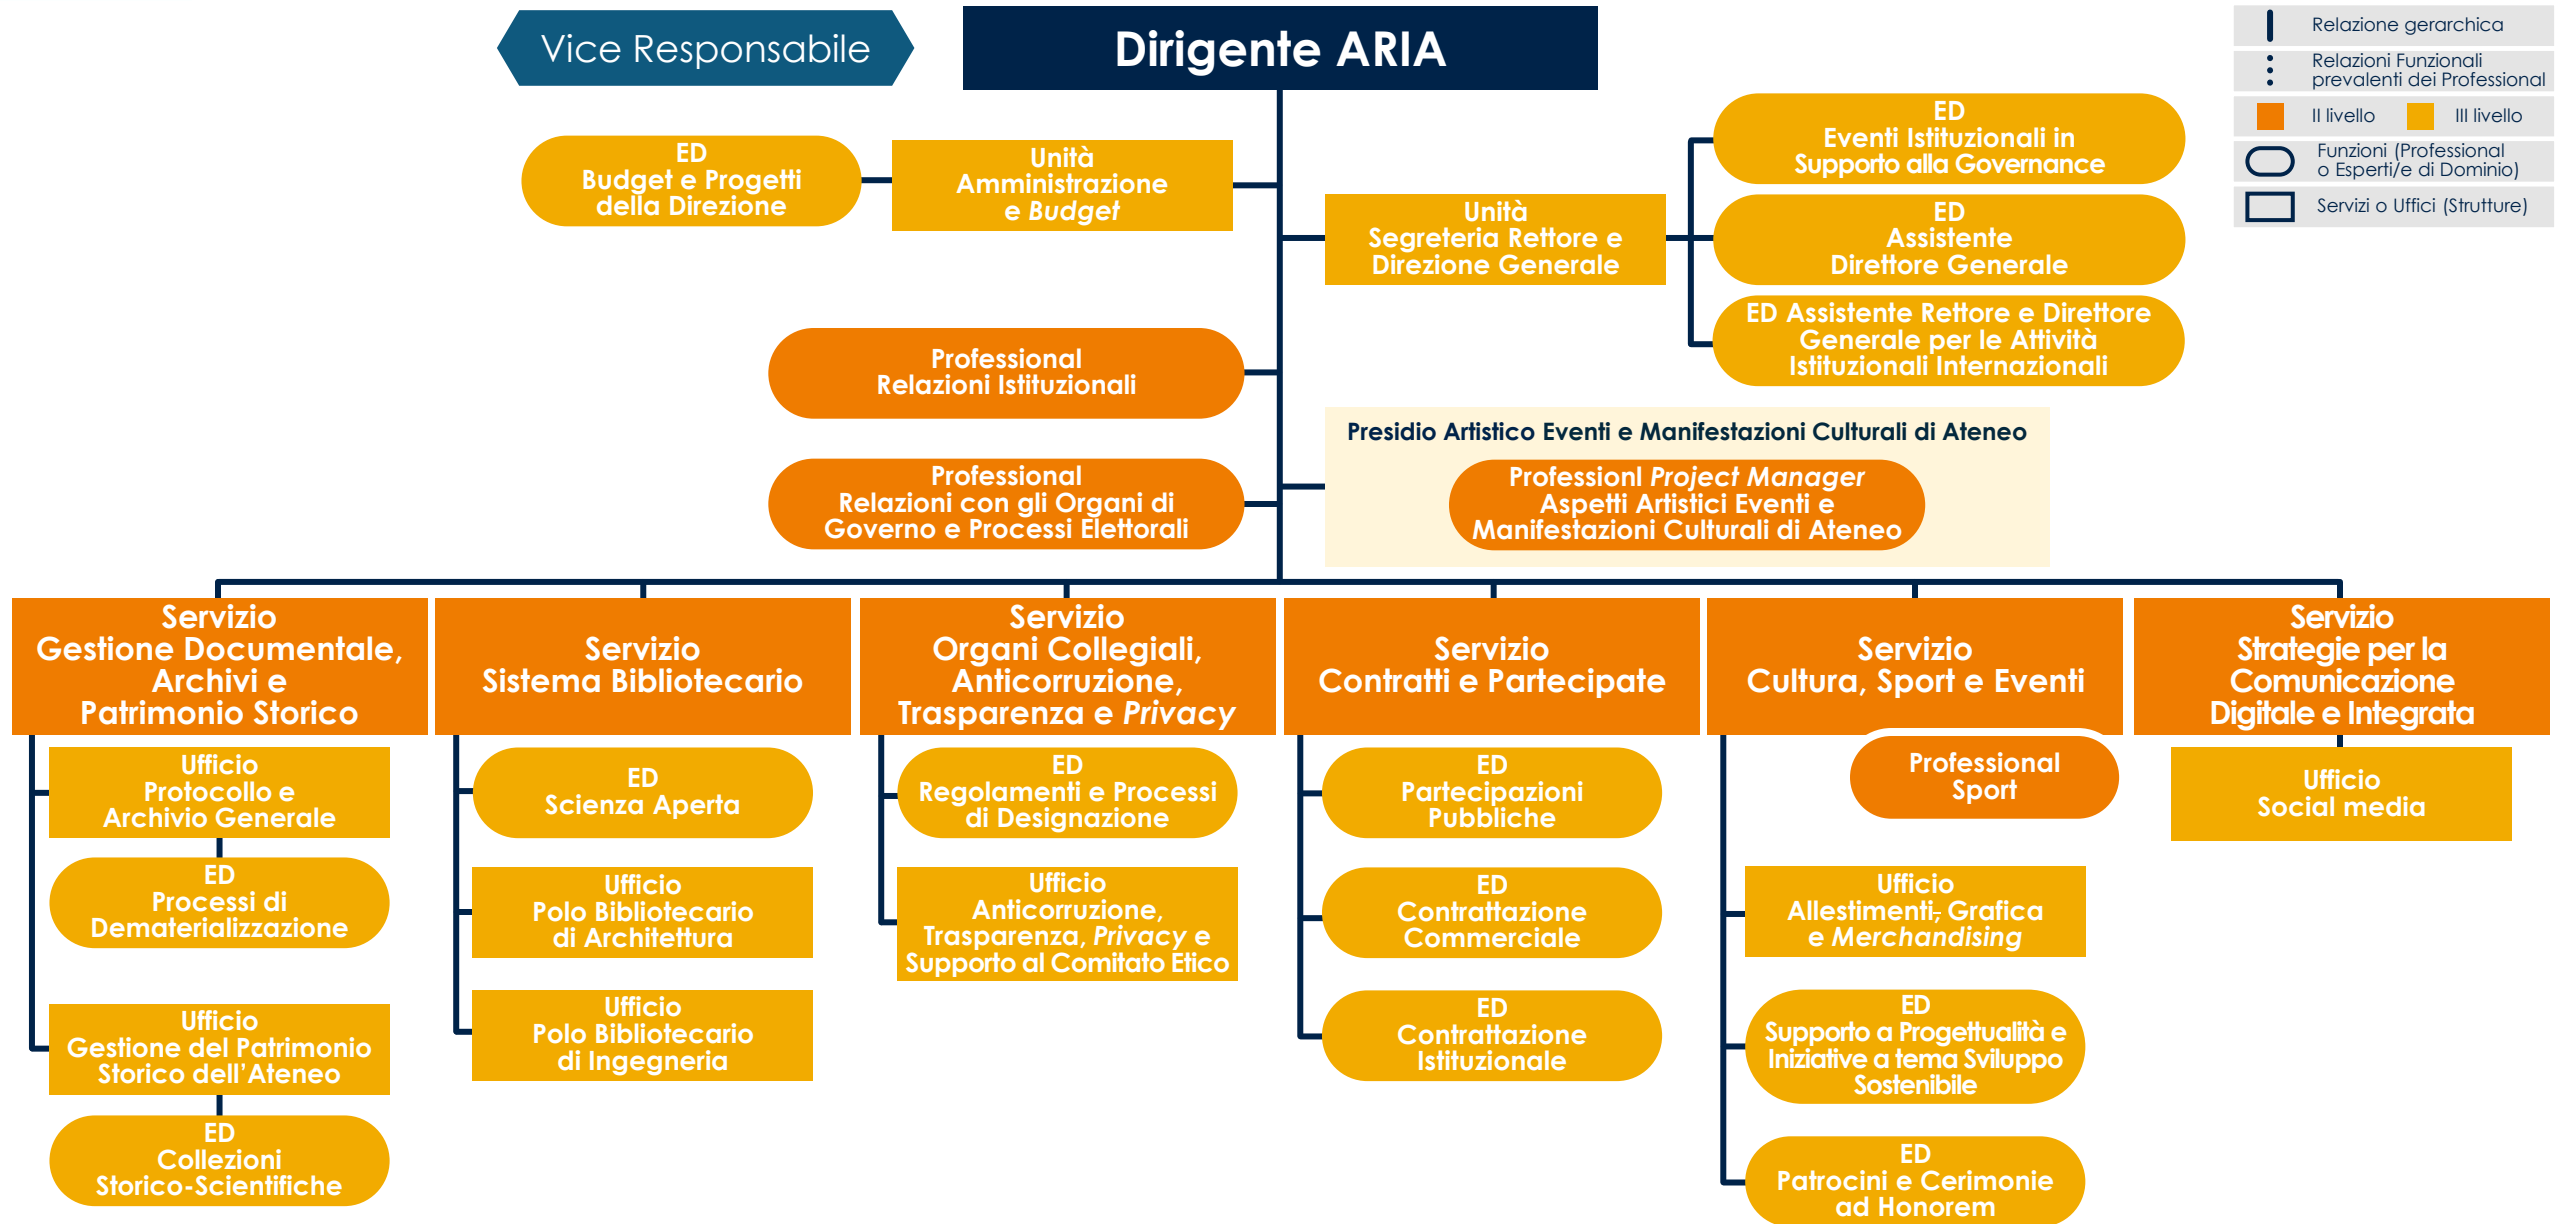 Vice Responsabile
Dirigente ARIA
Relazione gerarchica
Relazioni Funzionali
prevalenti dei Professional
II livello
III livello
Funzioni (Professional
o Esperti/e di Dominio)
Servizi o Uffici (Strutture)
ED
Budget e Progetti
della Direzione
Unità
Amministrazione
e Budget
Unità
Segreteria Rettore e
Direzione Generale
ED
Eventi Istituzionali in
Supporto alla Governance
ED
Assistente
Direttore Generale
ED Assistente Rettore e Direttore
Generale per le Attività
Istituzionali Internazionali
Professional
Relazioni Istituzionali
Professional
Relazioni con gli Organi di
Governo e Processi Elettorali
Presidio Artistico Eventi e Manifestazioni Culturali di Ateneo
Professionl Project Manager
Aspetti Artistici Eventi e
Manifestazioni Culturali di Ateneo
Servizio
Gestione Documentale,
Archivi e
Patrimonio Storico
Ufficio
Protocollo e
Archivio Generale
ED
Processi di
Dematerializzazione
Ufficio
Gestione del Patrimonio
Storico dell’Ateneo
ED
Collezioni
Storico-Scientifiche
Servizio
Sistema Bibliotecario
ED
Scienza Aperta
Ufficio
Polo Bibliotecario
di Architettura
Ufficio
Polo Bibliotecario
di Ingegneria
Servizio
Organi Collegiali,
Anticorruzione,
Trasparenza e Privacy
ED
Regolamenti e Processi
di Designazione
Ufficio
Anticorruzione,
Trasparenza, Privacy e
Supporto al Comitato Etico
Servizio
Contratti e Partecipate
ED
Partecipazioni
Pubbliche
ED
Contrattazione
Commerciale
ED
Contrattazione
Istituzionale
Servizio
Cultura, Sport e Eventi
Professional
Sport
Ufficio
Allestimenti, Grafica
e Merchandising
ED
Supporto a Progettualità e
Iniziative a tema Sviluppo
Sostenibile
ED
Patrocini e Cerimonie
ad Honorem
Servizio
Strategie per la
Comunicazione
Digitale e Integrata
Ufficio
Social media